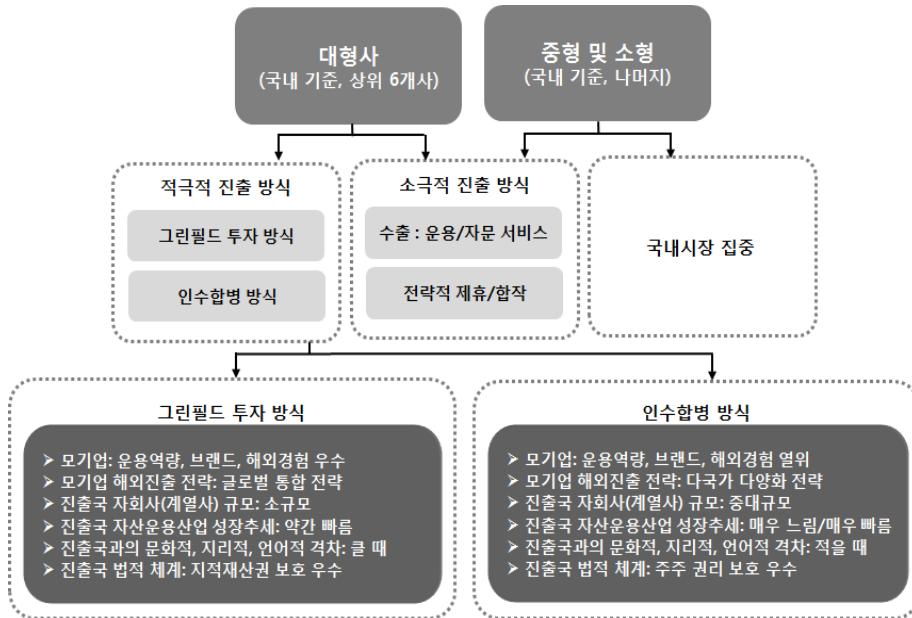 대형사
(국내 기준, 상위 6개사)
중형 및 소형
(국내 기준, 나머지)
적극적 진출 방식
그린필드 투자 방식
인수합병 방식
소극적 진출 방식
수출 : 운용/자문 서비스
전략적 제휴/합작
국내시장 집중
그린필드 투자 방식
➢ 모기업: 운용역량, 브랜드, 해외경험 우수
➢ 모기업 해외진출 전략: 글로벌 통합 전략
➢ 진출국 자회사(계열사) 규모: 소규모
➢ 진출국 자산운용산업 성장추세: 약간 빠름
➢ 진출국과의 문화적, 지리적, 언어적 격차: 클 때
➢ 진출국 법적 체계: 지적재산권 보호 우수
인수합병 방식
➢ 모기업: 운용역량, 브랜드, 해외경험 열위
➢ 모기업 해외진출 전략: 다국가 다양화 전략
➢ 진출국 자회사(계열사) 규모: 중대규모
➢ 진출국 자산운용산업 성장추세: 매우 느림/매우 빠름
➢ 진출국과의 문화적, 지리적, 언어적 격차: 적을 때
➢ 진출국 법적 체계: 주주 권리 보호 우수